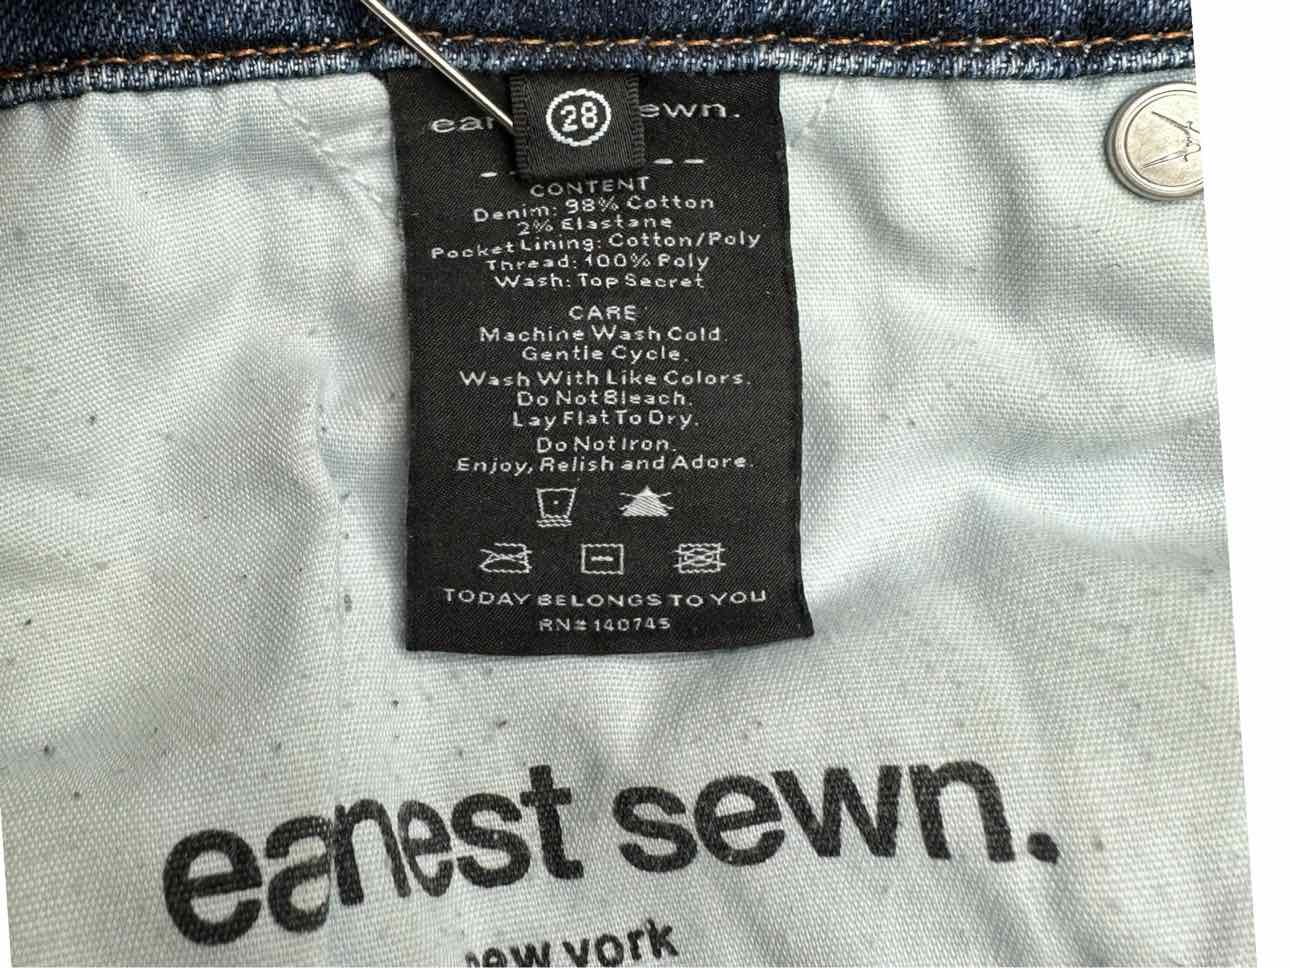 28
ewn.
CONTENT
Denim: 98% Cotton
2% Elastane
Pocket Lining: Cotton/Poly
Thread: 100% Poly
Wash: Top Secret
CARE
Machine Wash Cold.
Gentle Cycle.
Wash With Like Colors.
Do Not Bleach.
Lay Flat To Dry.
Do Not Iron.
Enjoy, Relish and Adore.
TODAY BELONGS TO YOU
RN# 140745
earnest sewn.
new york